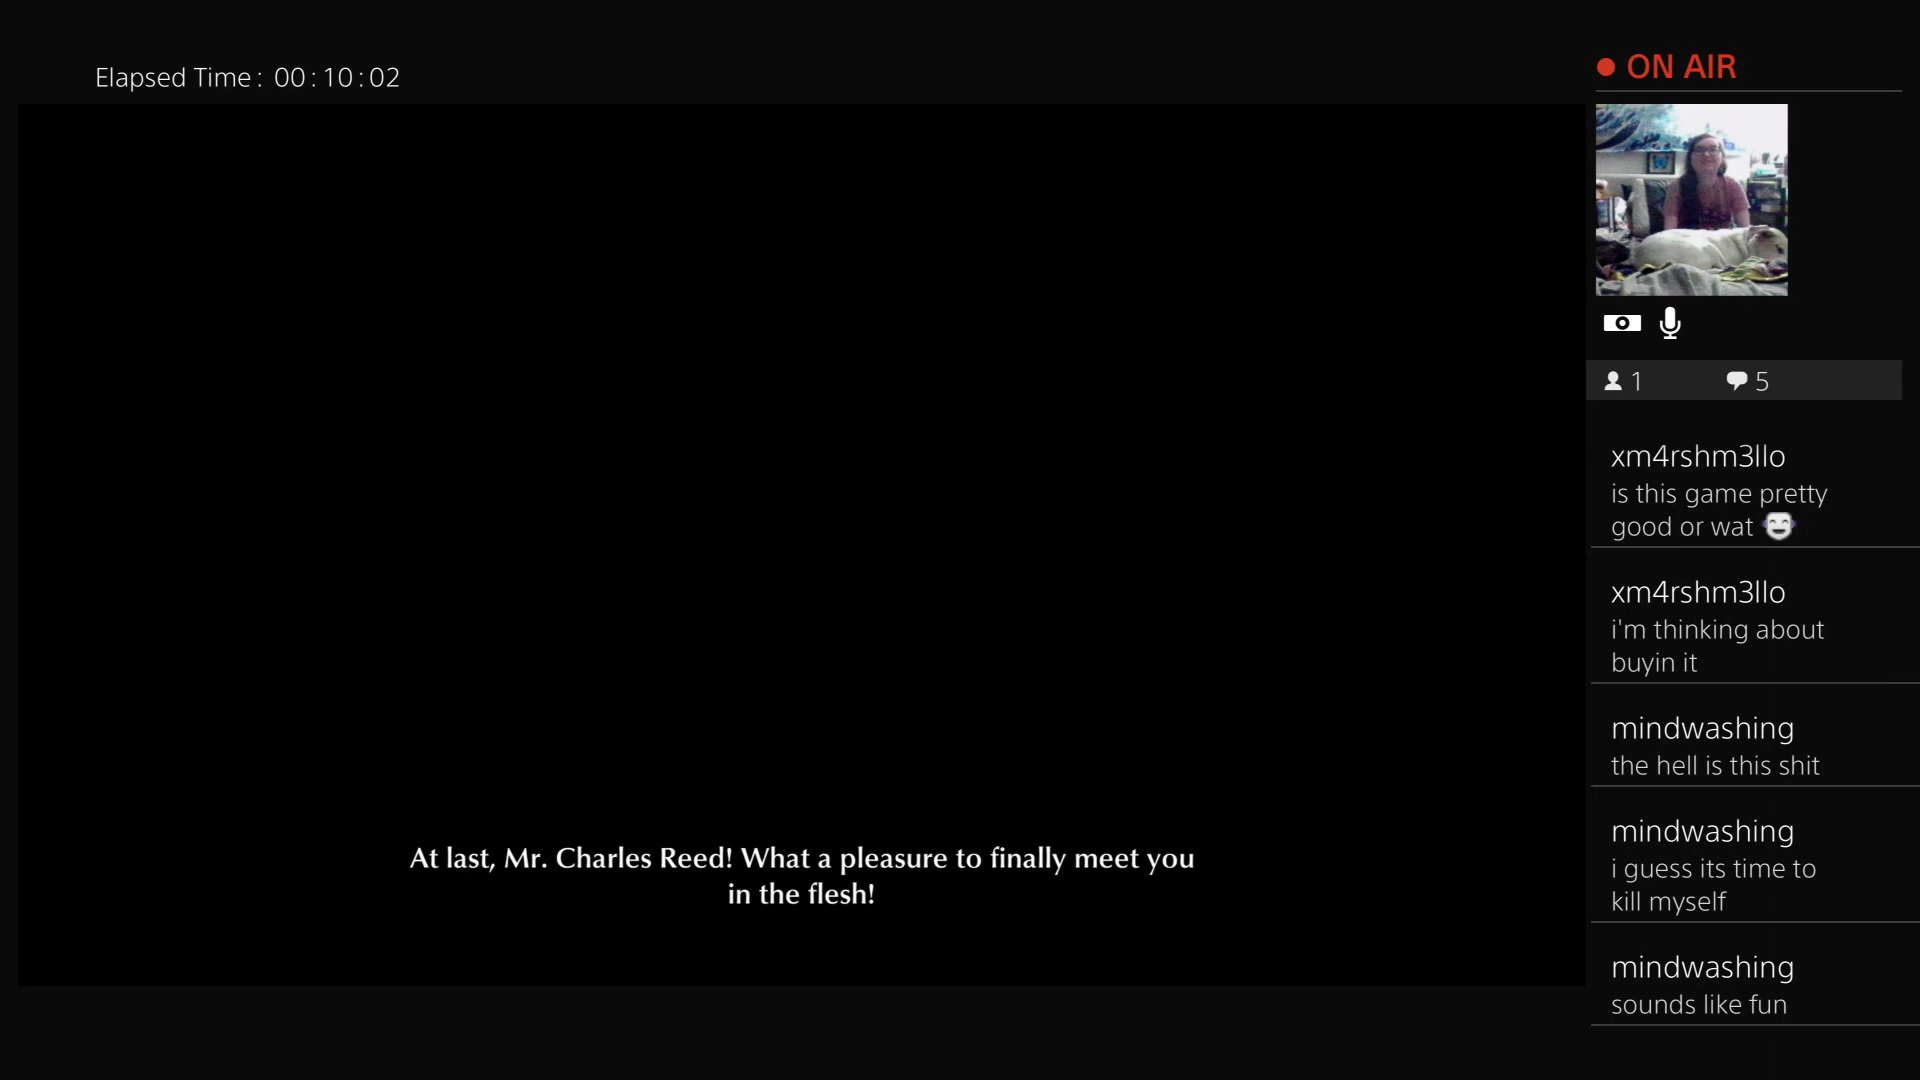 Elapsed Time : 00 : 10 : 02
ON AIR
1
5
xm4rshm3llo
is this game pretty
good or wat
xm4rshm3llo
i'm thinking about
buyin it
mindwashing
the hell is this shit
mindwashing
i guess its time to
kill myself
mindwashing
sounds like fun
At last, Mr. Charles Reed! What a pleasure to finally meet you
in the flesh!